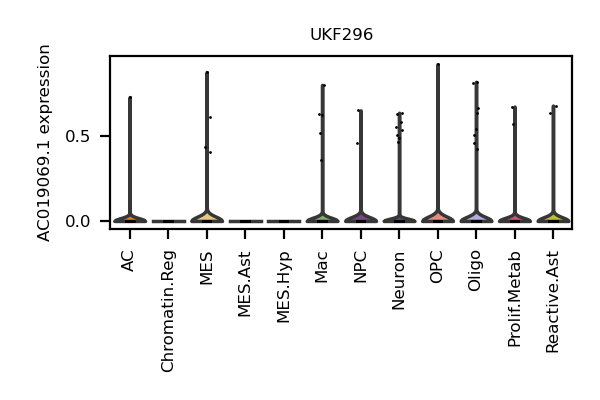 UKF296
AC019069.1 expression
0.5
0.0
AC
Chromatin.Reg
MES
MES.Ast
MES.Hyp
Mac
NPC
Neuron
OPC
Oligo
Prolif.Metab
Reactive.Ast